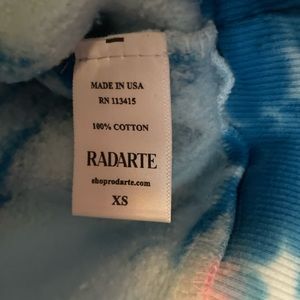 MADE IN USA
RN 113415
100% COTTON
RADARTE
shoprodarte.com
XS